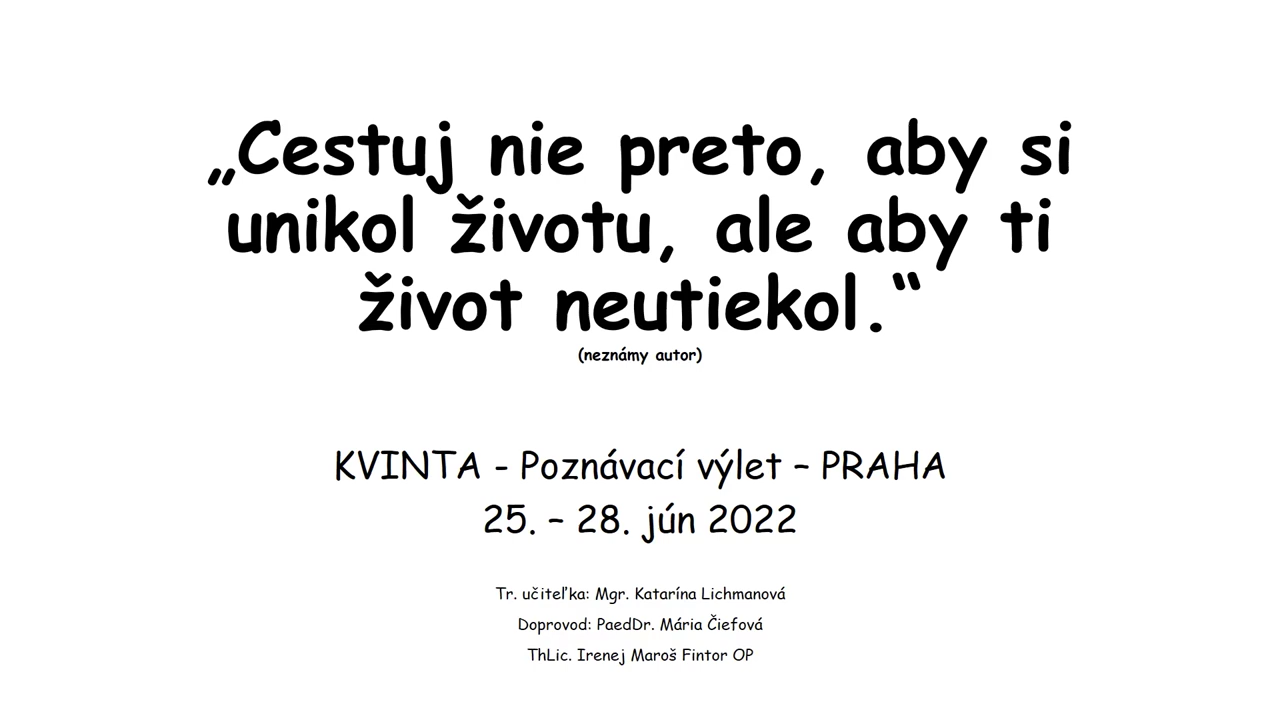 „Cestuj nie preto, aby si
unikol životu, ale aby ti
život neutiekol.“
(neznámy autor)
KVINTA - Poznávací výlet – PRAHA
25. – 28. jún 2022
Tr. učiteľka: Mgr. Katarína Lichmanová
Doprovod: PaedDr. Mária Čiefová
ThLic. Irenej Maroš Fintor OP